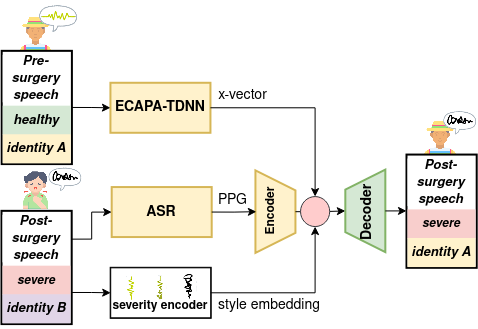 Pre-
surgery
speech
healthy
identity A
ECAPA-TDNN
x-vector
Post-
surgery
speech
severe
identity B
ASR
PPG
Encoder
Decoder
severity encoder
style embedding
Post-
surgery
speech
severe
identity A